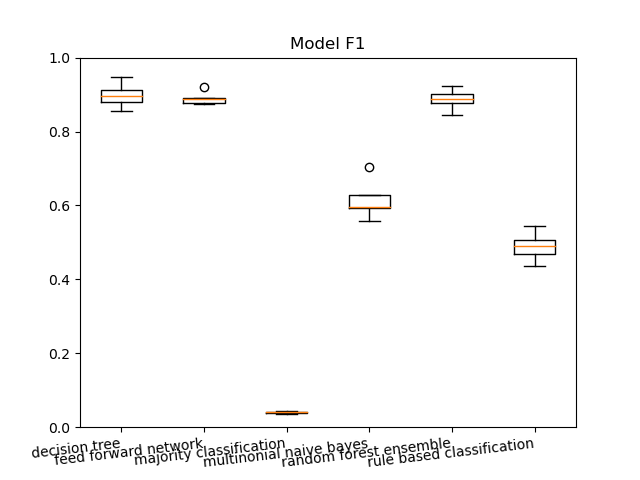 Model F1
1.0
0.8
0.6
0.4
0.2
0.0
decision tree
feed forward network
majority classification
multinonial naive bayes
random forest ensemble
rule based classification